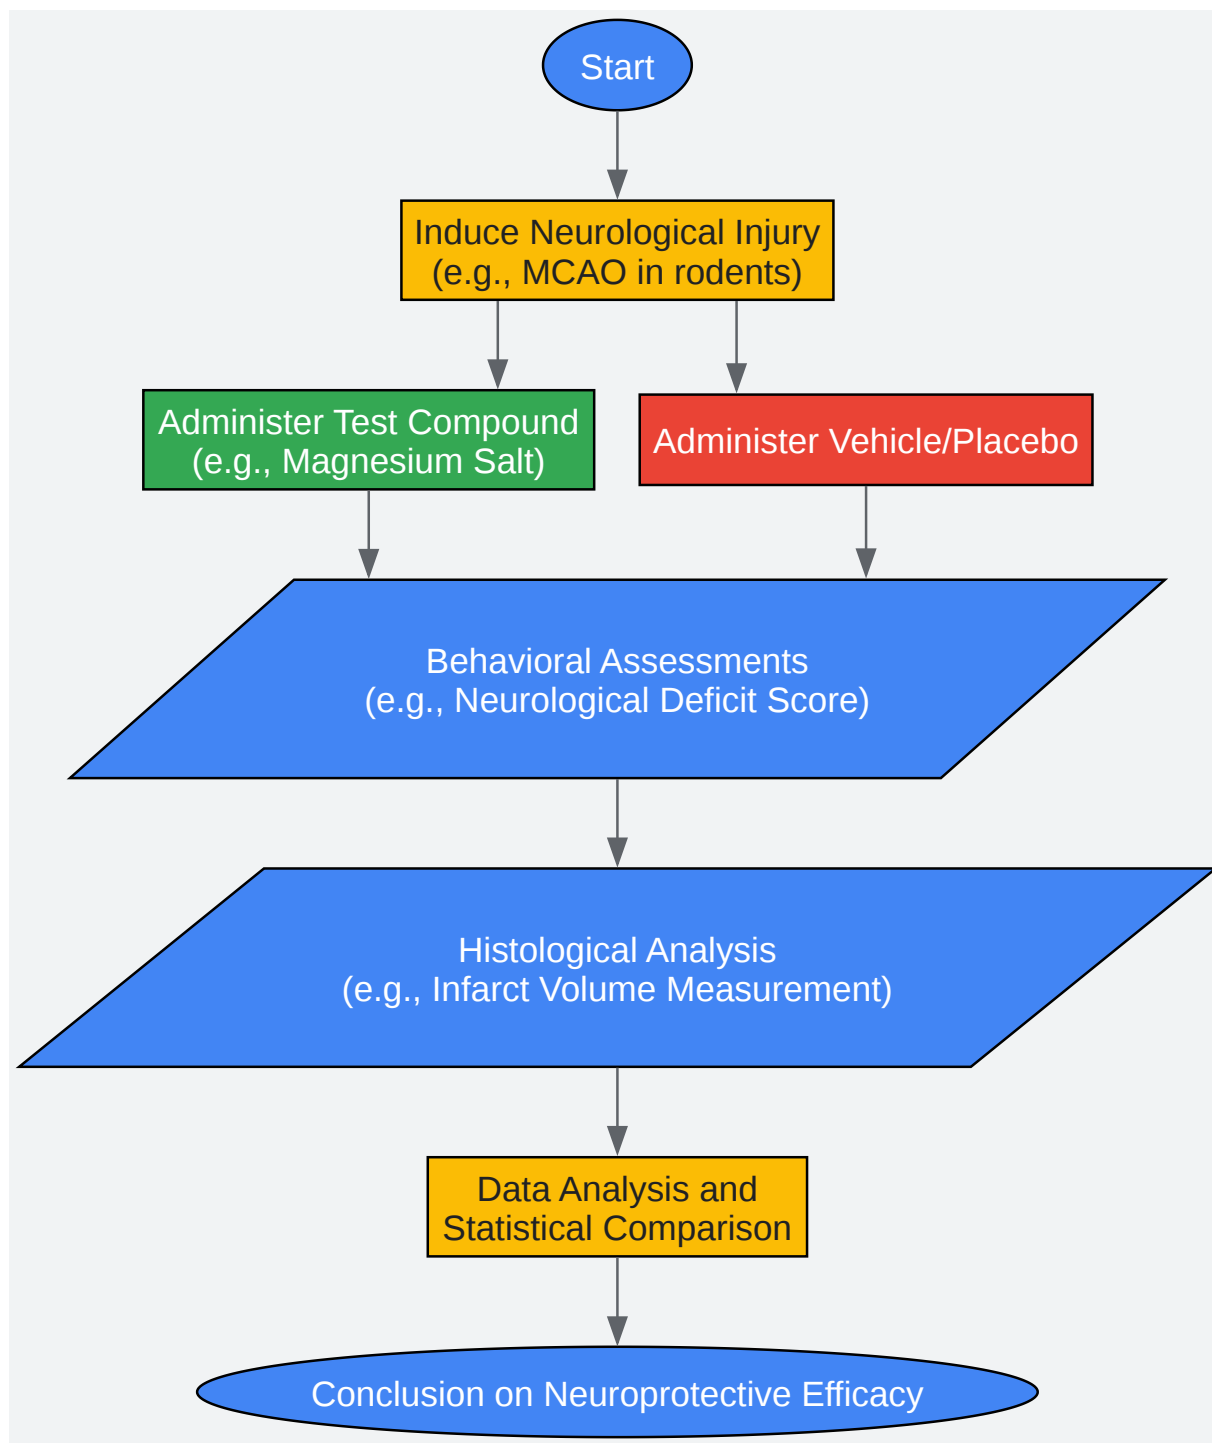 Start
Induce Neurological Injury
(e.g., MCAO in rodents)
Administer Test Compound
(e.g., Magnesium Salt)
Administer Vehicle/Placebo
Behavioral Assessments
(e.g., Neurological Deficit Score)
Histological Analysis
(e.g., Infarct Volume Measurement)
Data Analysis and
Statistical Comparison
Conclusion on Neuroprotective Efficacy